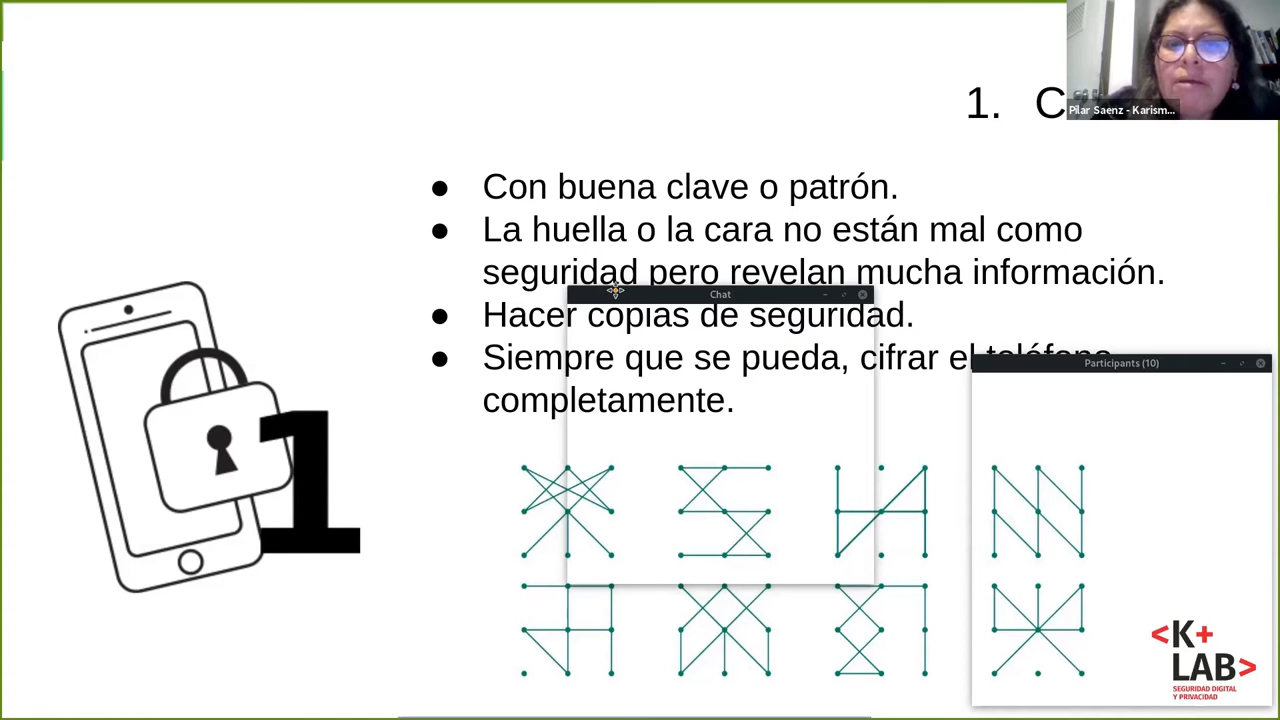 Pilar Saenz - Karism...
1. C
● Con buena clave o patrón.
● La huella o la cara no están mal como
seguridad pero revelan mucha información.
Chat
● Hacer copias de seguridad.
● Siempre que se pueda, cifrar el teléfono
Participants (10)
completamente.
1
<K+
LAB>
SEGURIDAD DIGITAL
Y PRIVACIDAD